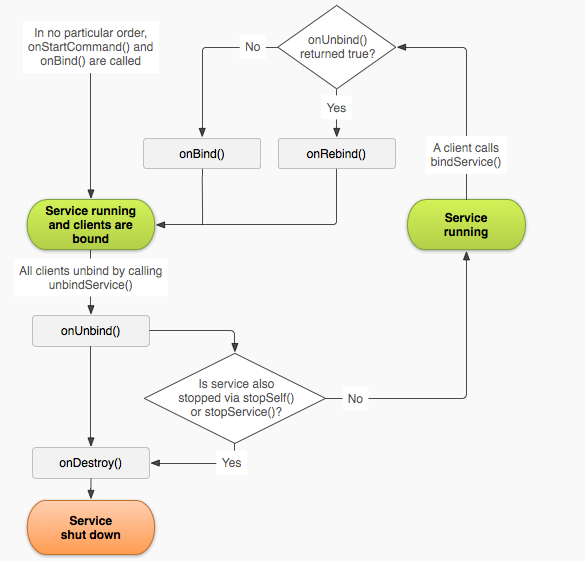 In no particular order,
onStartCommand() and
onBind() are called
No
onUnbind()
returned true?
Yes
onBind()
onRebind()
A client calls
bindService()
Service running
and clients are
bound
Service
running
All clients unbind by calling
unbindService()
onUnbind()
Is service also
stopped via stopSelf()
or stopService()?
No
onDestroy()
Yes
Service
shut down